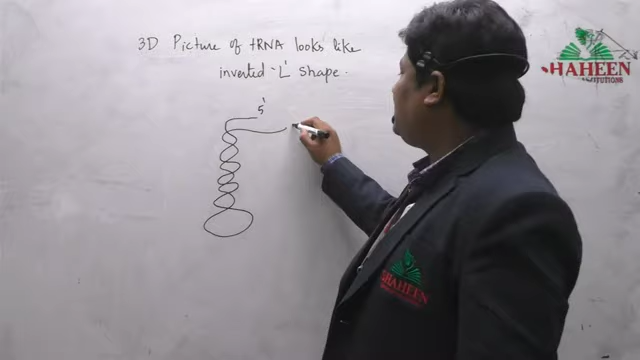 3D Picture of tRNA looks like
inverted-'L' shape.
5'
SHAHEEN
SHAHEEN